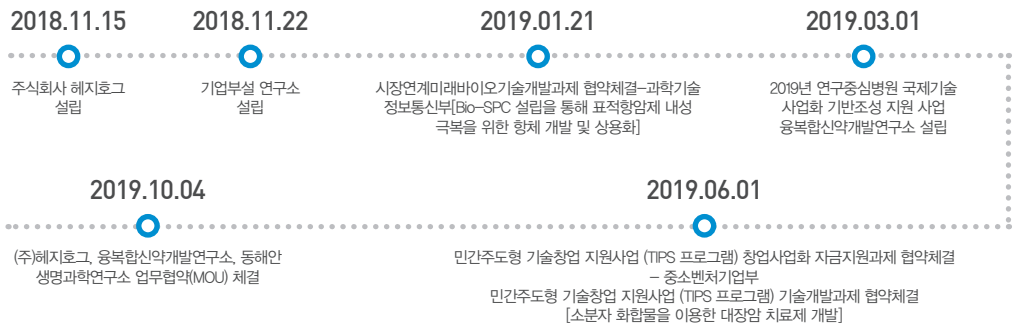 2018.11.15
주식회사 헤지호그
설립
2018.11.22
기업부설 연구소
설립
2019.01.21
시장연계미래바이오기술개발과제 협약체결-과학기술
정보통신부[Bio-SPC 설립을 통해 표적항암제 내성
극복을 위한 항체 개발 및 상용화]
2019.03.01
2019년 연구중심병원 국제기술
사업화 기반조성 지원 사업
융복합신약개발연구소 설립
2019.06.01
민간주도형 기술창업 지원사업 (TIPS 프로그램) 창업사업화 자금지원과제 협약체결
- 중소벤처기업부
민간주도형 기술창업 지원사업 (TIPS 프로그램) 기술개발과제 협약체결
[소분자 화합물을 이용한 대장암 치료제 개발]
2019.10.04
(주)헤지호그, 융복합신약개발연구소, 동해안
생명과학연구소 업무협약(MOU) 체결